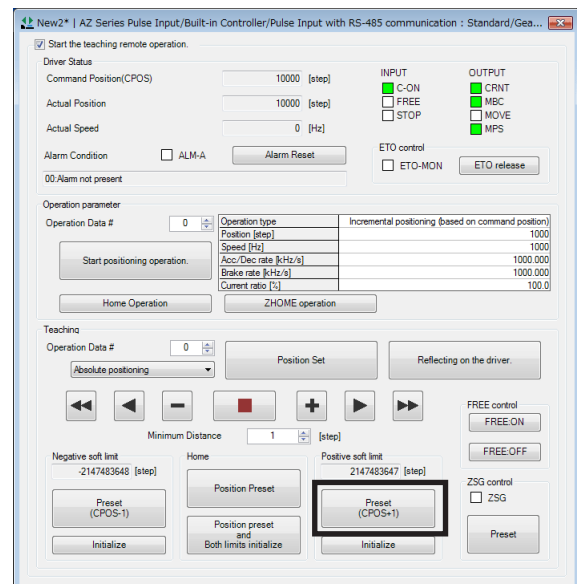 New2* | AZ Series Pulse Input/Built-in Controller/Pulse Input with RS-485 communication : Standard/Gea...
Start the teaching remote operation.
Driver Status
Command Position(CPOS) 10000 [step]
Actual Position 10000 [step]
Actual Speed 0 [Hz]
INPUT
C-ON
FREE
STOP
OUTPUT
CRNT
MBC
MOVE
MPS
Alarm Condition ALM-A Alarm Reset
00:Alarm not present
ETO control
ETO-MON ETO release
Operation parameter
Operation Data # 0
Start positioning operation.
Operation type Incremental positioning (based on command position)
Position [step] 1000
Speed [Hz] 1000
Acc/Dec rate [kHz/s] 1000.000
Brake rate [kHz/s] 1000.000
Current ratio [%] 100.0
Home Operation ZHOME operation
Teaching
Operation Data # 0
Absolute positioning
Position Set
Reflecting on the driver.
Minimum Distance 1 [step]
FREE control
FREE:ON
FREE:OFF
Negative soft limit
-2147483648 [step]
Preset
(CPOS-1)
Initialize
Home
Position Preset
Position preset
and
Both limits initialize
Positive soft limit
2147483647 [step]
Preset
(CPOS+1)
Initialize
ZSG control
ZSG
Preset